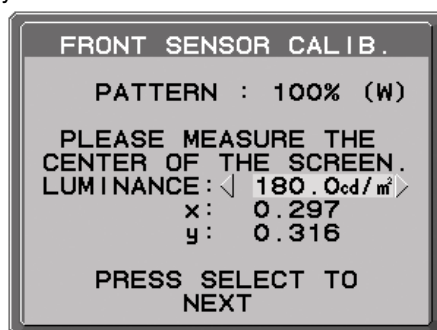 FRONT SENSOR CALIB.
PATTERN : 100% (W)
PLEASE MEASURE THE
CENTER OF THE SCREEN.
LUMINANCE: 180.0cd/㎡
x: 0.297
y: 0.316
PRESS SELECT TO
NEXT